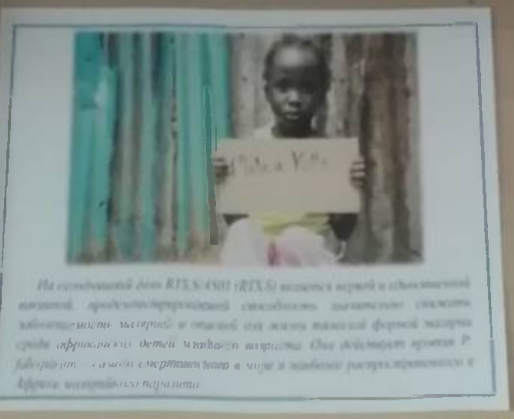 На сегодняшний день RTS,S/AS01 (RTS,S) является первой и единственной
вакциной, продемонстрировавшей способность значительно снижать
заболеваемость малярией и опасной для жизни тяжелой формой малярии
среди африканских детей младшего возраста. Она действует против P.
falciparum самого смертоносного в мире и наиболее распространенного в
Африке малярийного паразита.